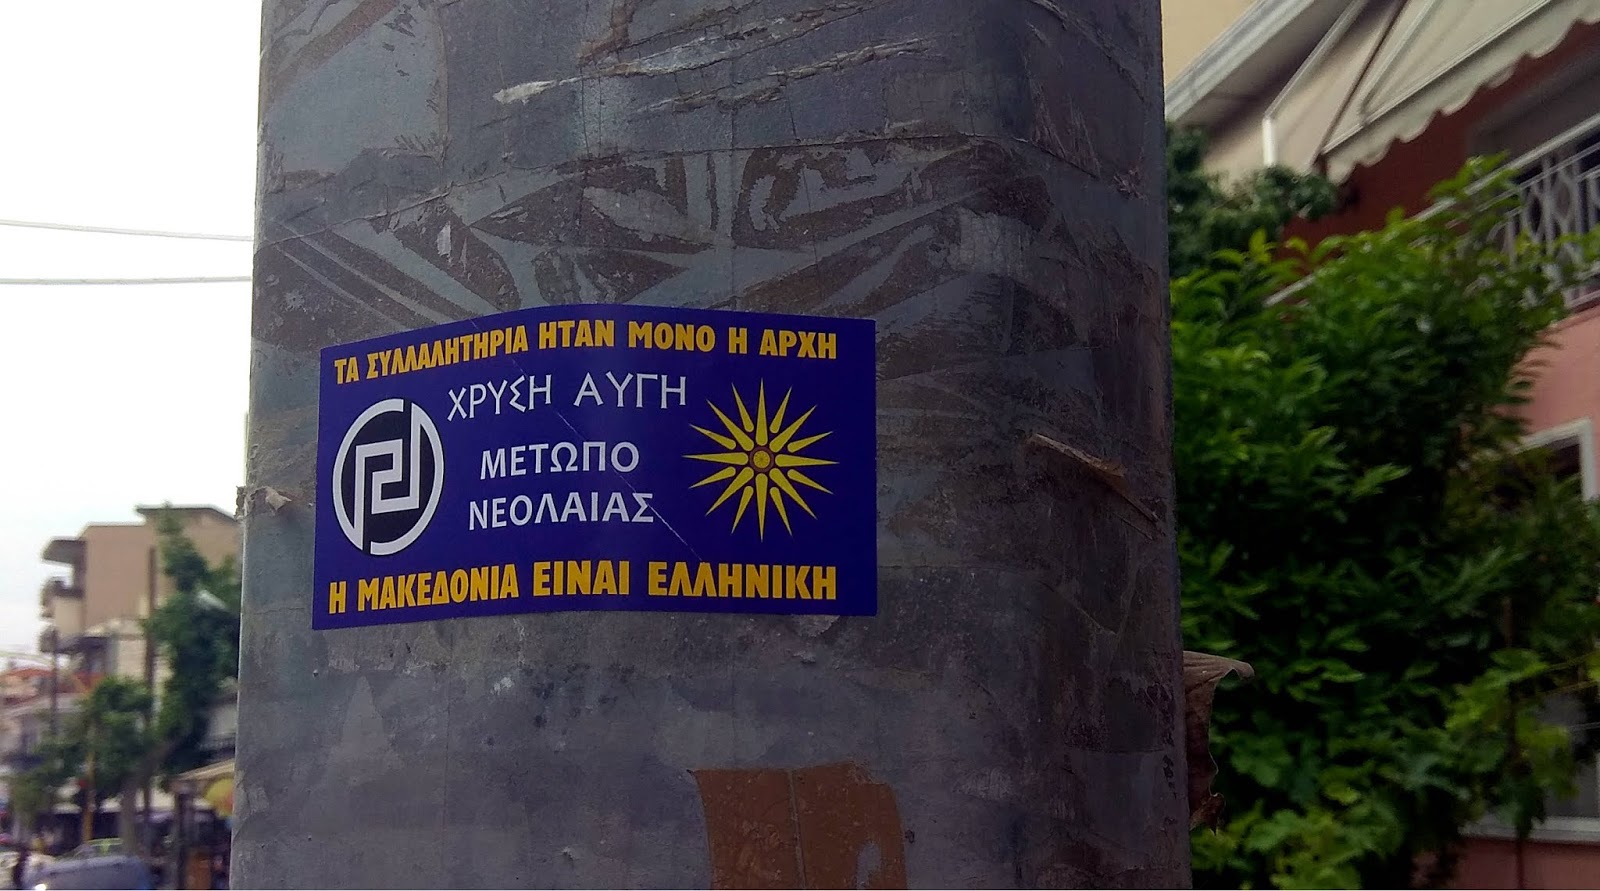 ΤΑ ΣΥΛΛΑΛΗΤΗΡΙΑ ΗΤΑΝ ΜΟΝΟ Η ΑΡΧΗ
ΧΡΥΣΗ ΑΥΓΗ
ΜΕΤΩΠΟ
ΝΕΟΛΑΙΑΣ
Η ΜΑΚΕΔΟΝΙΑ ΕΙΝΑΙ ΕΛΛΗΝΙΚΗ